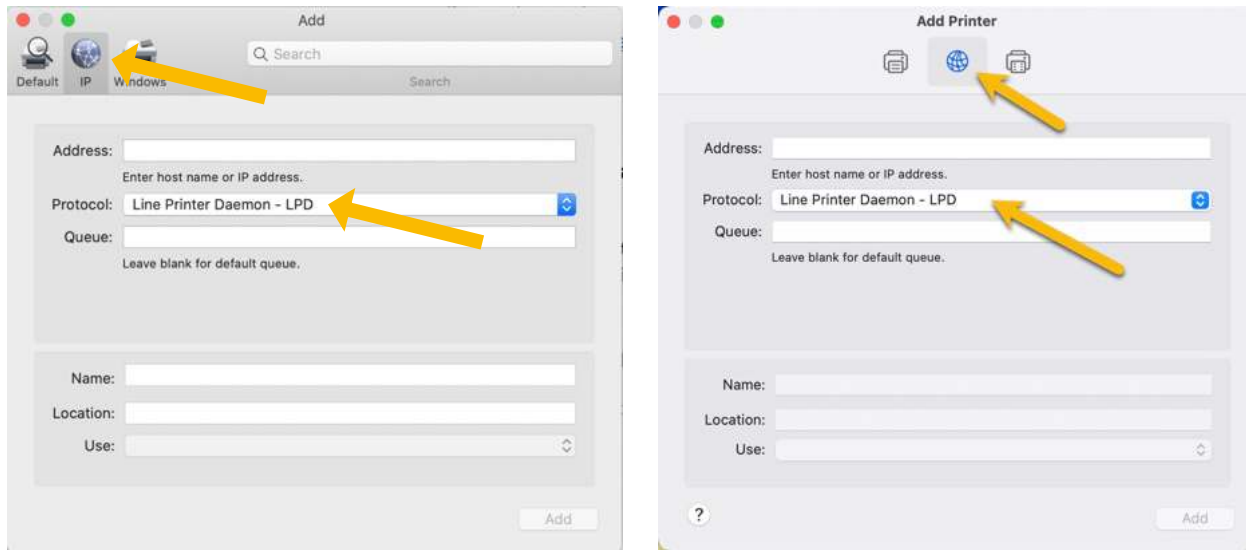 Add
Search
Default IP Windows Search
Address:
Enter host name or IP address.
Protocol: Line Printer Daemon - LPD
Queue:
Leave blank for default queue.
Name:
Location:
Use:
Add
Add Printer
Address:
Enter host name or IP address.
Protocol: Line Printer Daemon - LPD
Queue:
Leave blank for default queue.
Name:
Location:
Use:
? Add